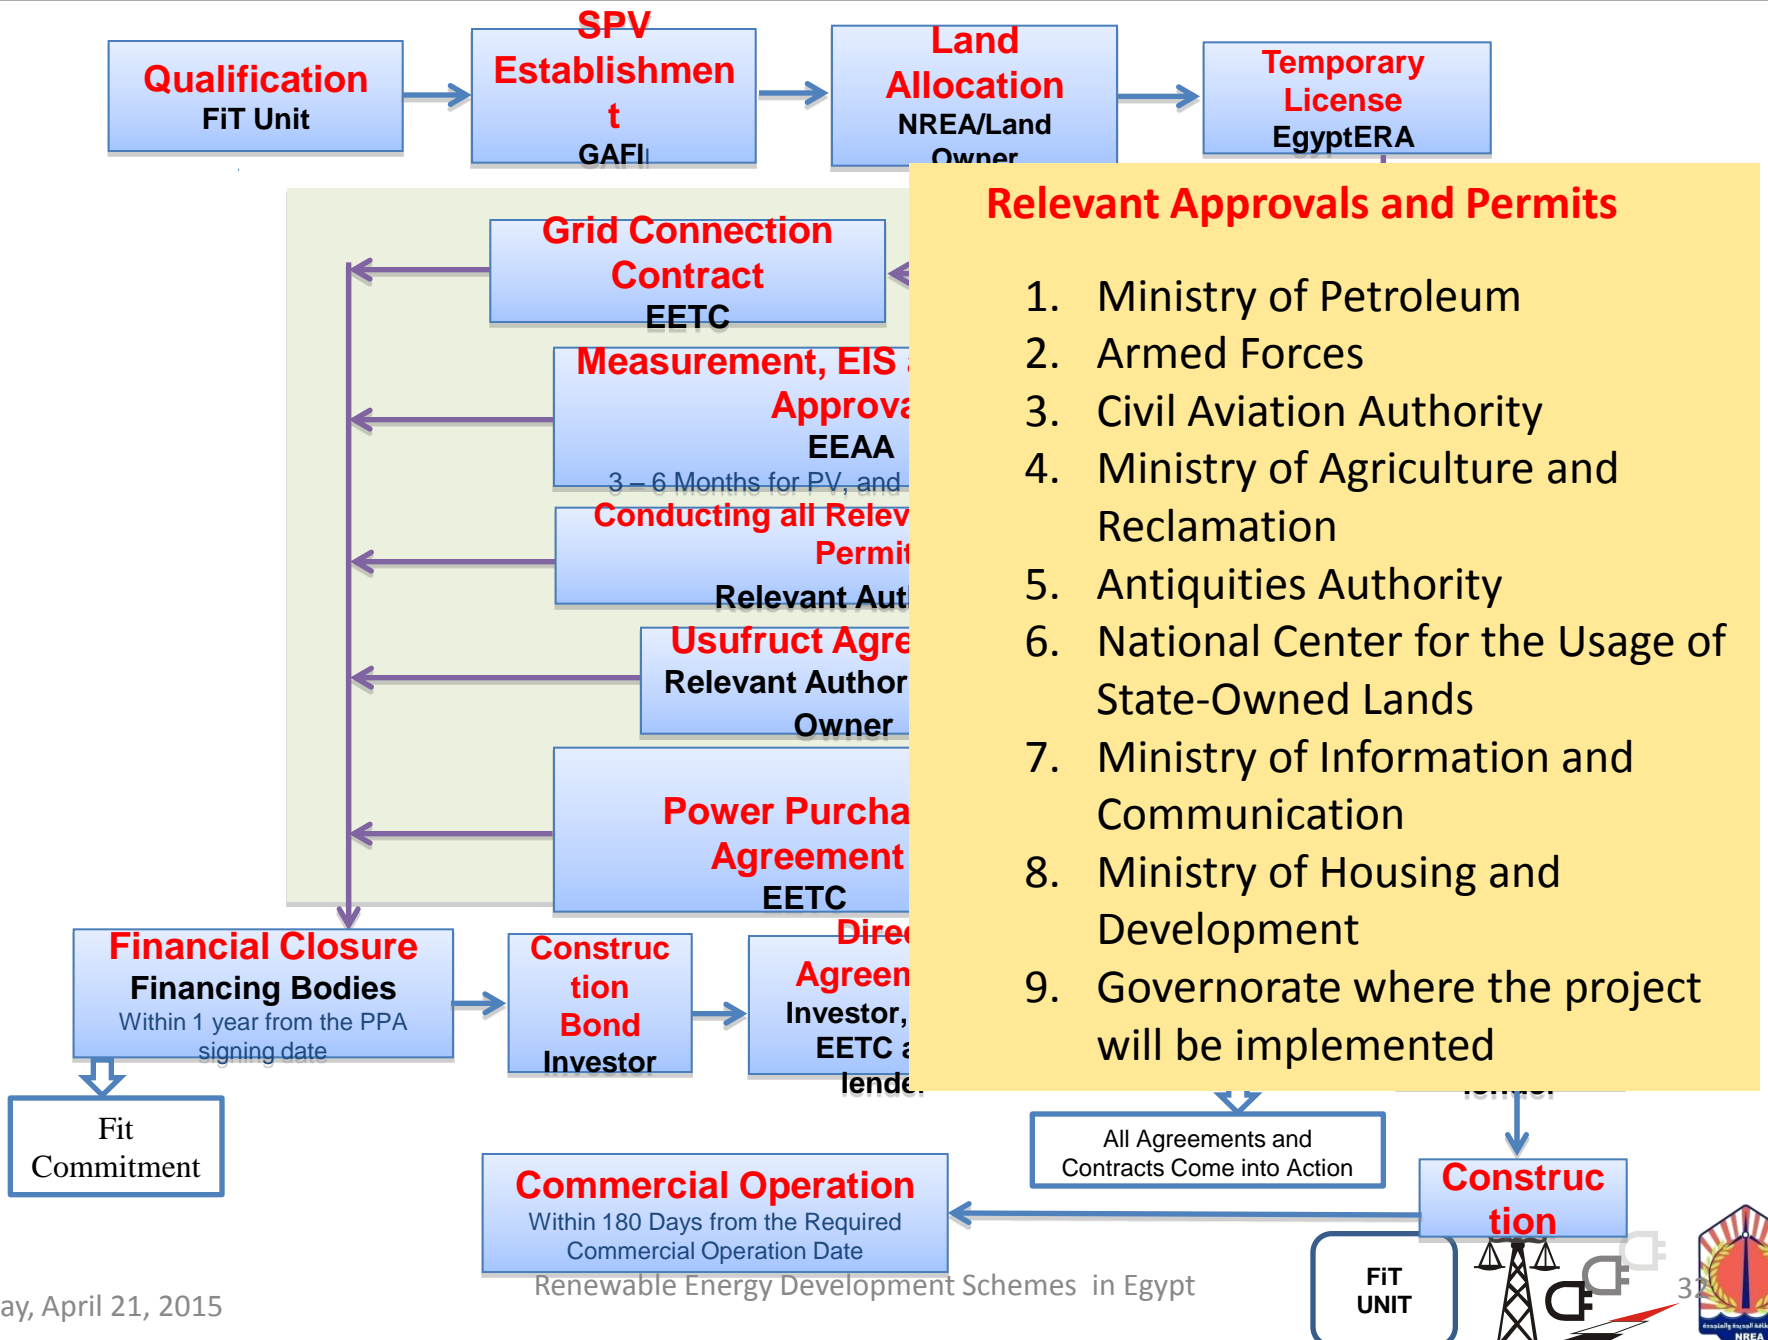 Qualification
FiT Unit
SPV
Establishmen
t
GAFI
Land
Allocation
NREA/Land
Owner
Temporary
License
EgyptERA
Grid Connection
Contract
EETC
Measurement, EIS
Approva
EEAA
3 – 6 Months for PV, and
Conducting all Relev
Permit
Relevant Aut
Usufruct Agre
Relevant Author
Owner
Power Purcha
Agreement
EETC
Relevant Approvals and Permits
1. Ministry of Petroleum
2. Armed Forces
3. Civil Aviation Authority
4. Ministry of Agriculture and
Reclamation
5. Antiquities Authority
6. National Center for the Usage of
State-Owned Lands
7. Ministry of Information and
Communication
8. Ministry of Housing and
Development
9. Governorate where the project
will be implemented
Financial Closure
Financing Bodies
Within 1 year from the PPA
signing date
Construc
tion
Bond
Investor
Direc
Agreem
Investor,
EETC a
lender
lender
Fit
Commitment
All Agreements and
Contracts Come into Action
Construc
tion
Commercial Operation
Within 180 Days from the Required
Commercial Operation Date
FiT
UNIT
Renewable Energy Development Schemes in Egypt
32
ay, April 21, 2015
NREA